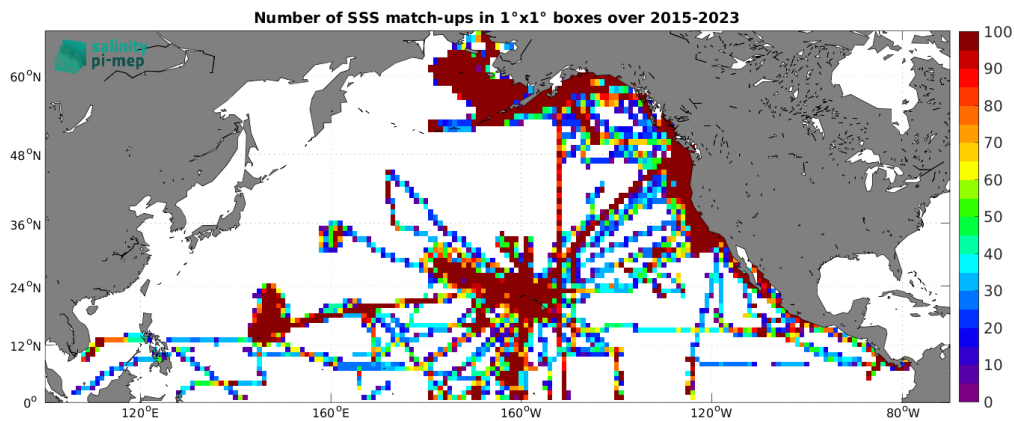 Number of SSS match-ups in 1°x1° boxes over 2015-2023
salinity
pi-mep
60°N
48°N
36°N
24°N
12°N
0°
120°E
160°E
160°W
120°W
80°W
100
90
80
70
60
50
40
30
20
10
0